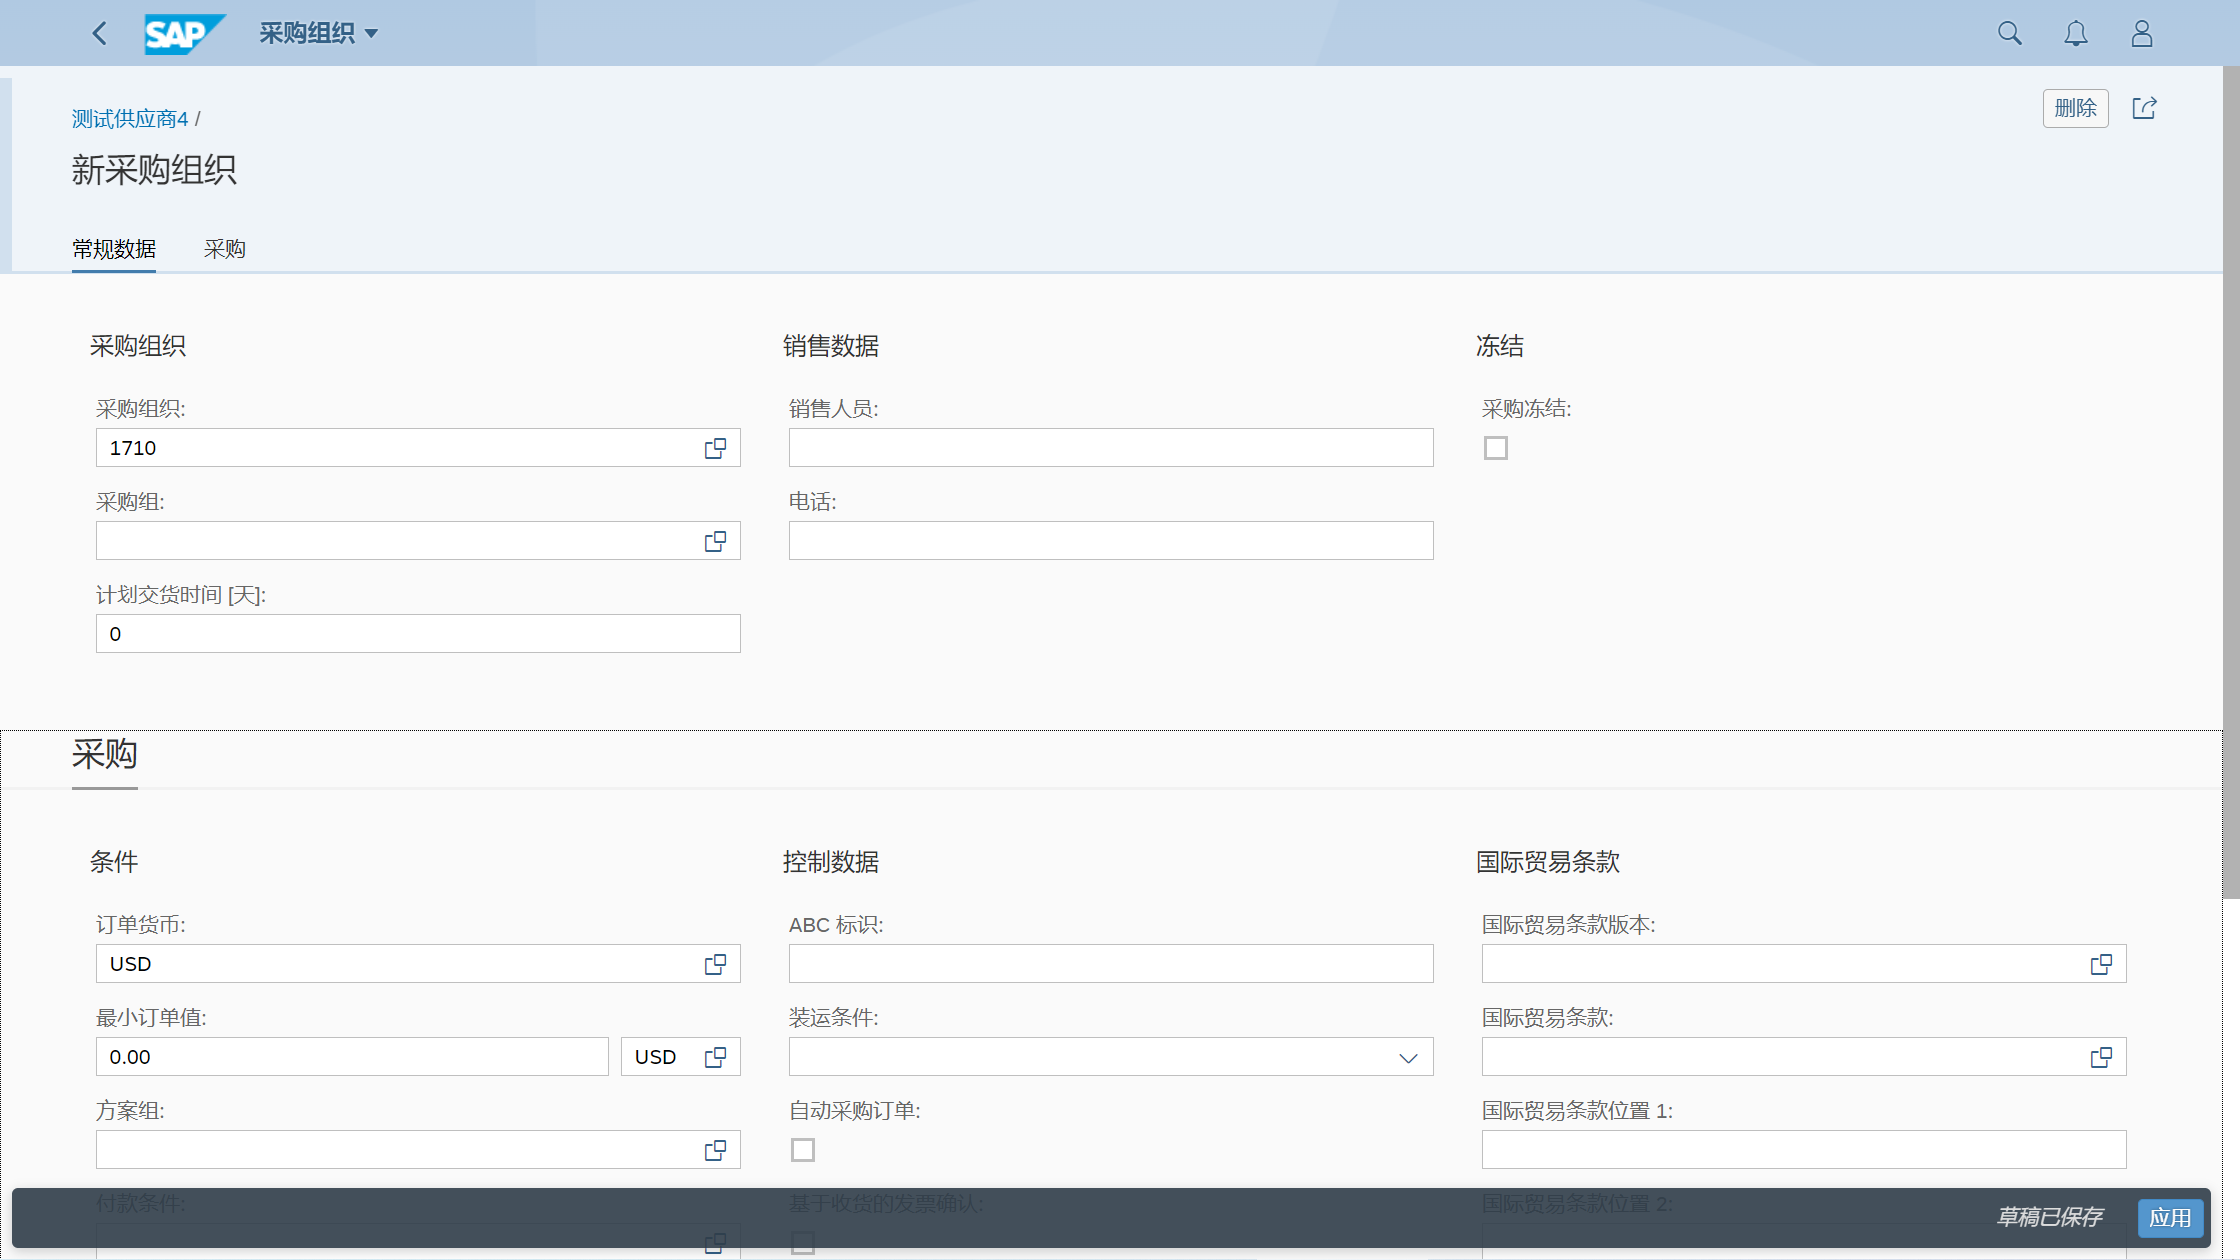 SAP
采购组织
测试供应商4 /
删除
新采购组织
常规数据
采购
采购组织
销售数据
冻结
采购组织:
销售人员:
采购冻结:
1710
采购组:
电话:
计划交货时间 [天]:
0
采购
条件
控制数据
国际贸易条款
订单货币:
ABC 标识:
国际贸易条款版本:
USD
最小订单值:
装运条件:
国际贸易条款:
0.00
USD
方案组:
自动采购订单:
国际贸易条款位置 1:
付款条件:
基于收货的发票确认:
国际贸易条款位置 2:
草稿已保存
应用